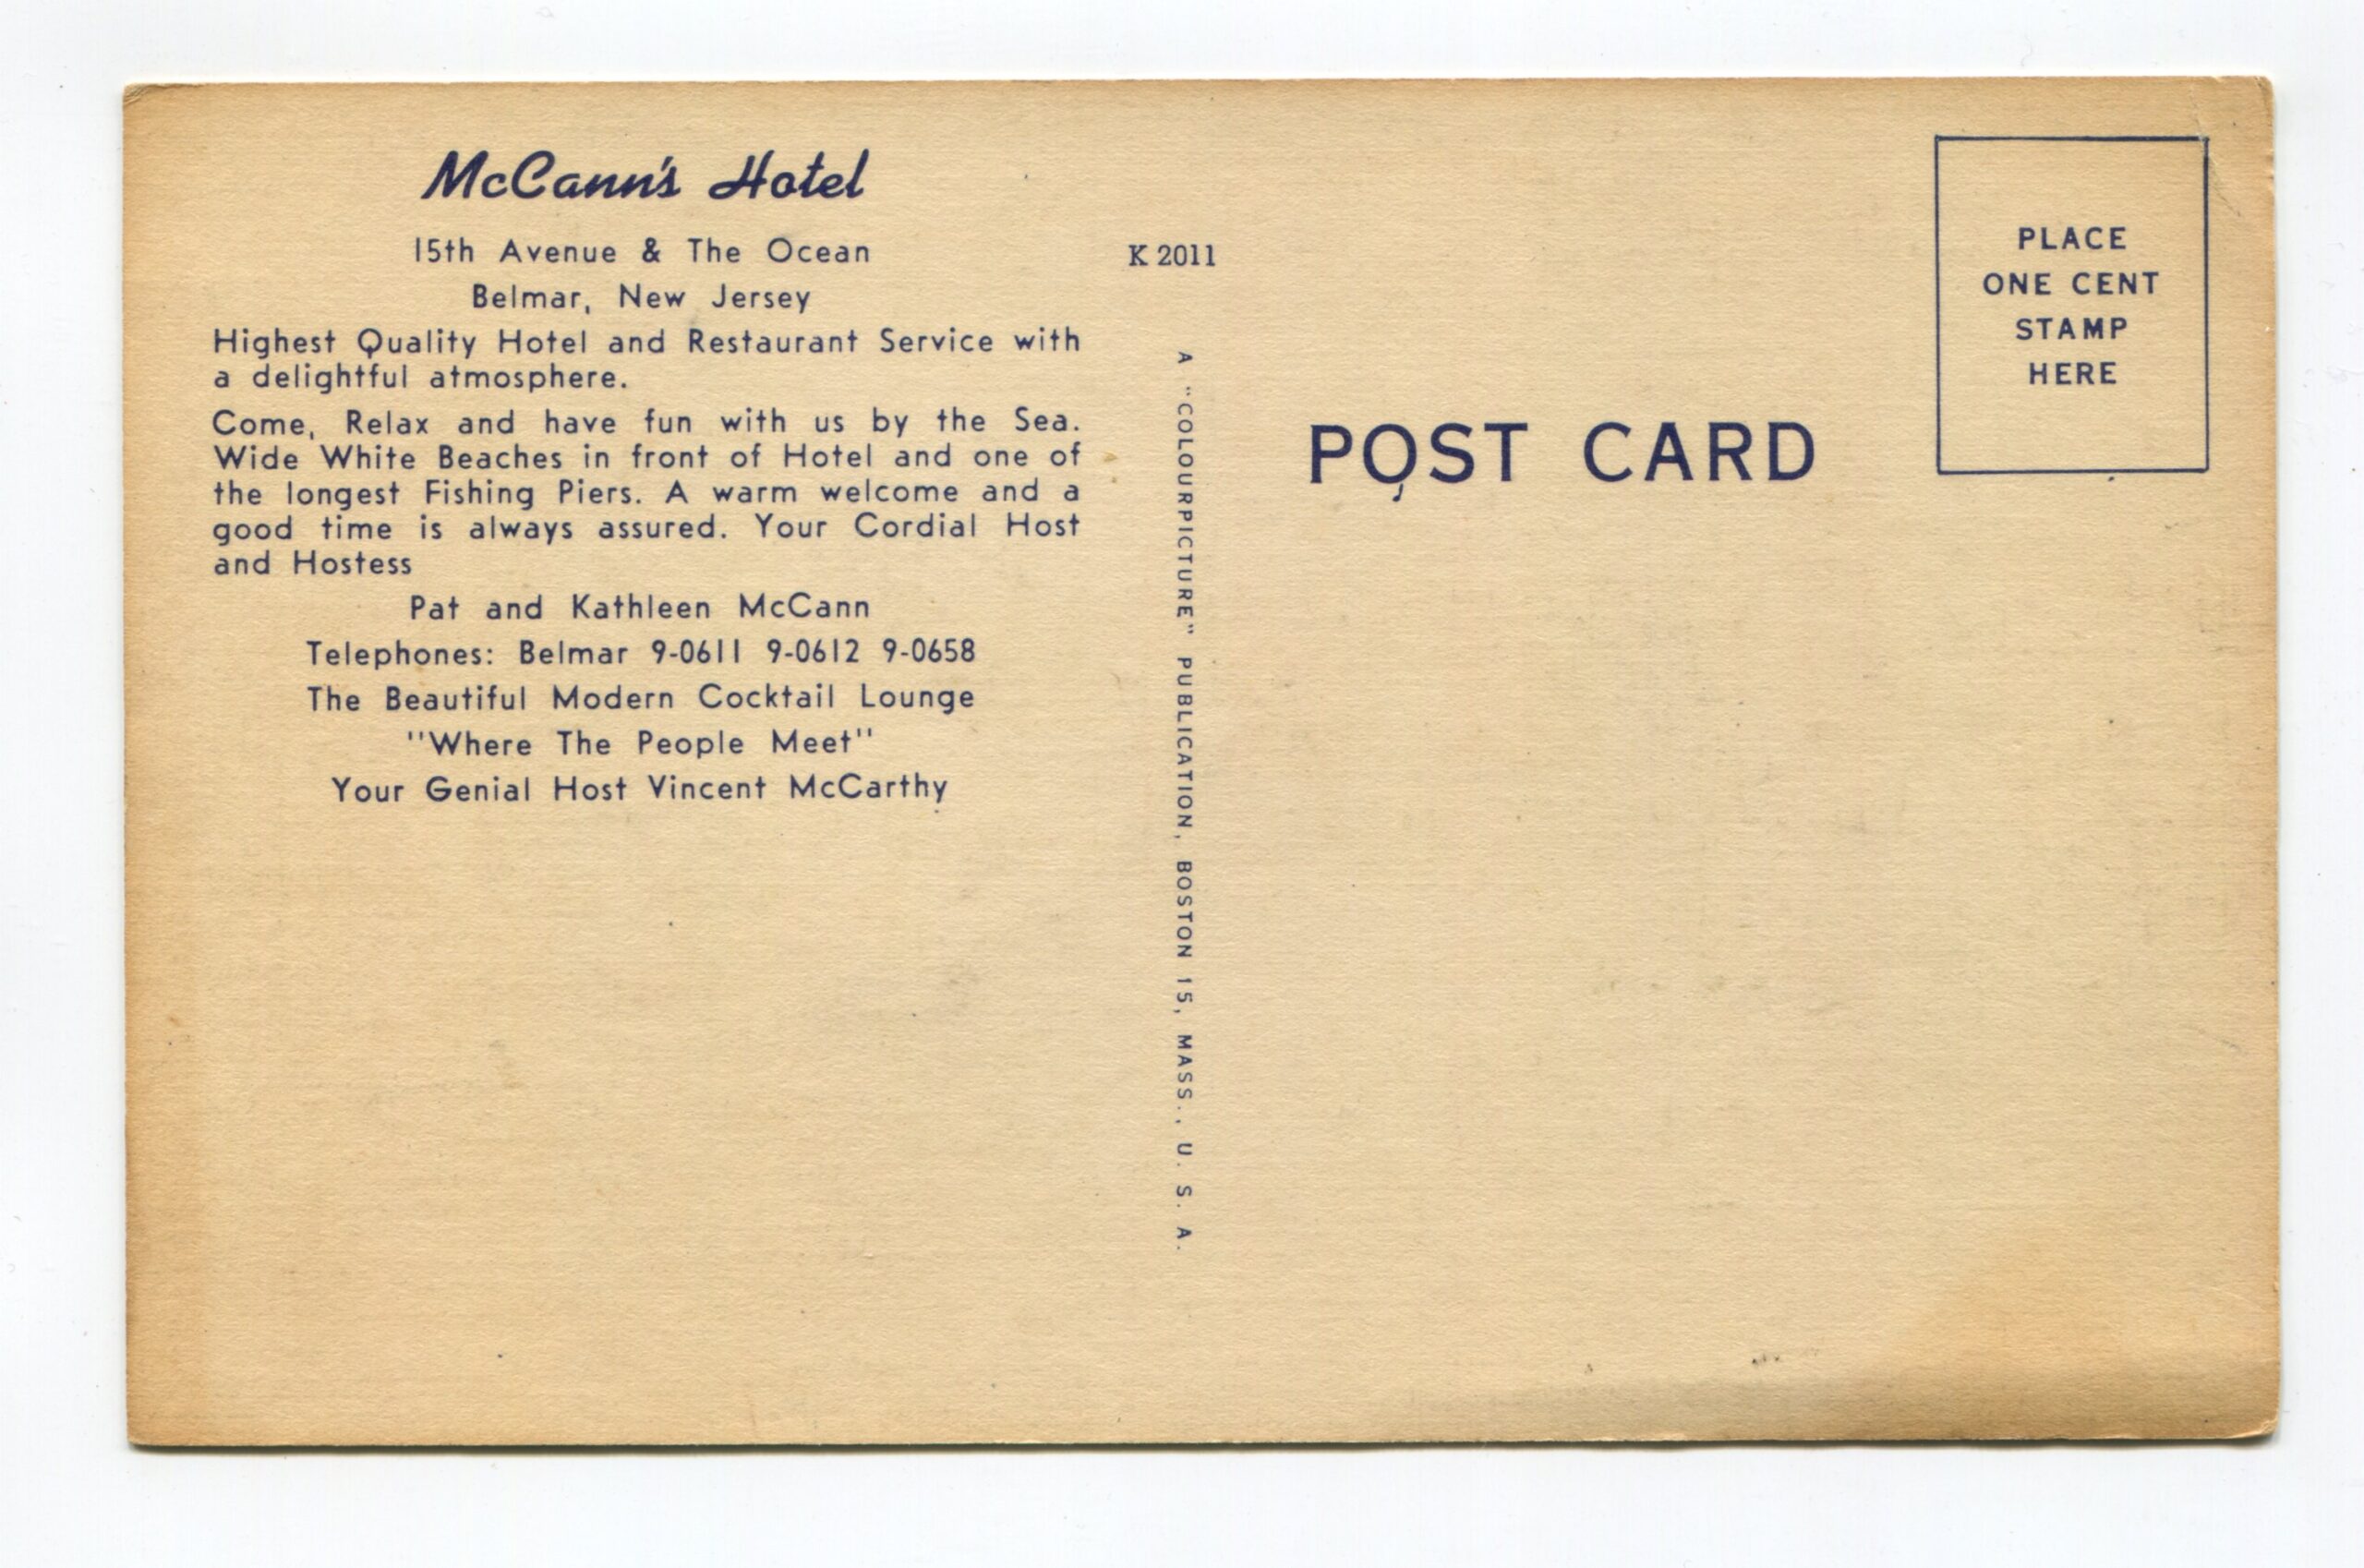 McCann's Hotel
15th Avenue & The Ocean
Belmar, New Jersey
Highest Quality Hotel and Restaurant Service with
a delightful atmosphere.
Come, Relax and have fun with us by the Sea.
Wide White Beaches in front of Hotel and one of
the longest Fishing Piers. A warm welcome and a
good time is always assured. Your Cordial Host
and Hostess
Pat and Kathleen McCann
Telephones: Belmar 9-0611 9-0612 9-0658
The Beautiful Modern Cocktail Lounge
"Where The People Meet"
Your Genial Host Vincent McCarthy
K 2011
A "COLOURPICTURE" PUBLICATION, BOSTON 15, MASS., U. S. A.
POST CARD
PLACE
ONE CENT
STAMP
HERE